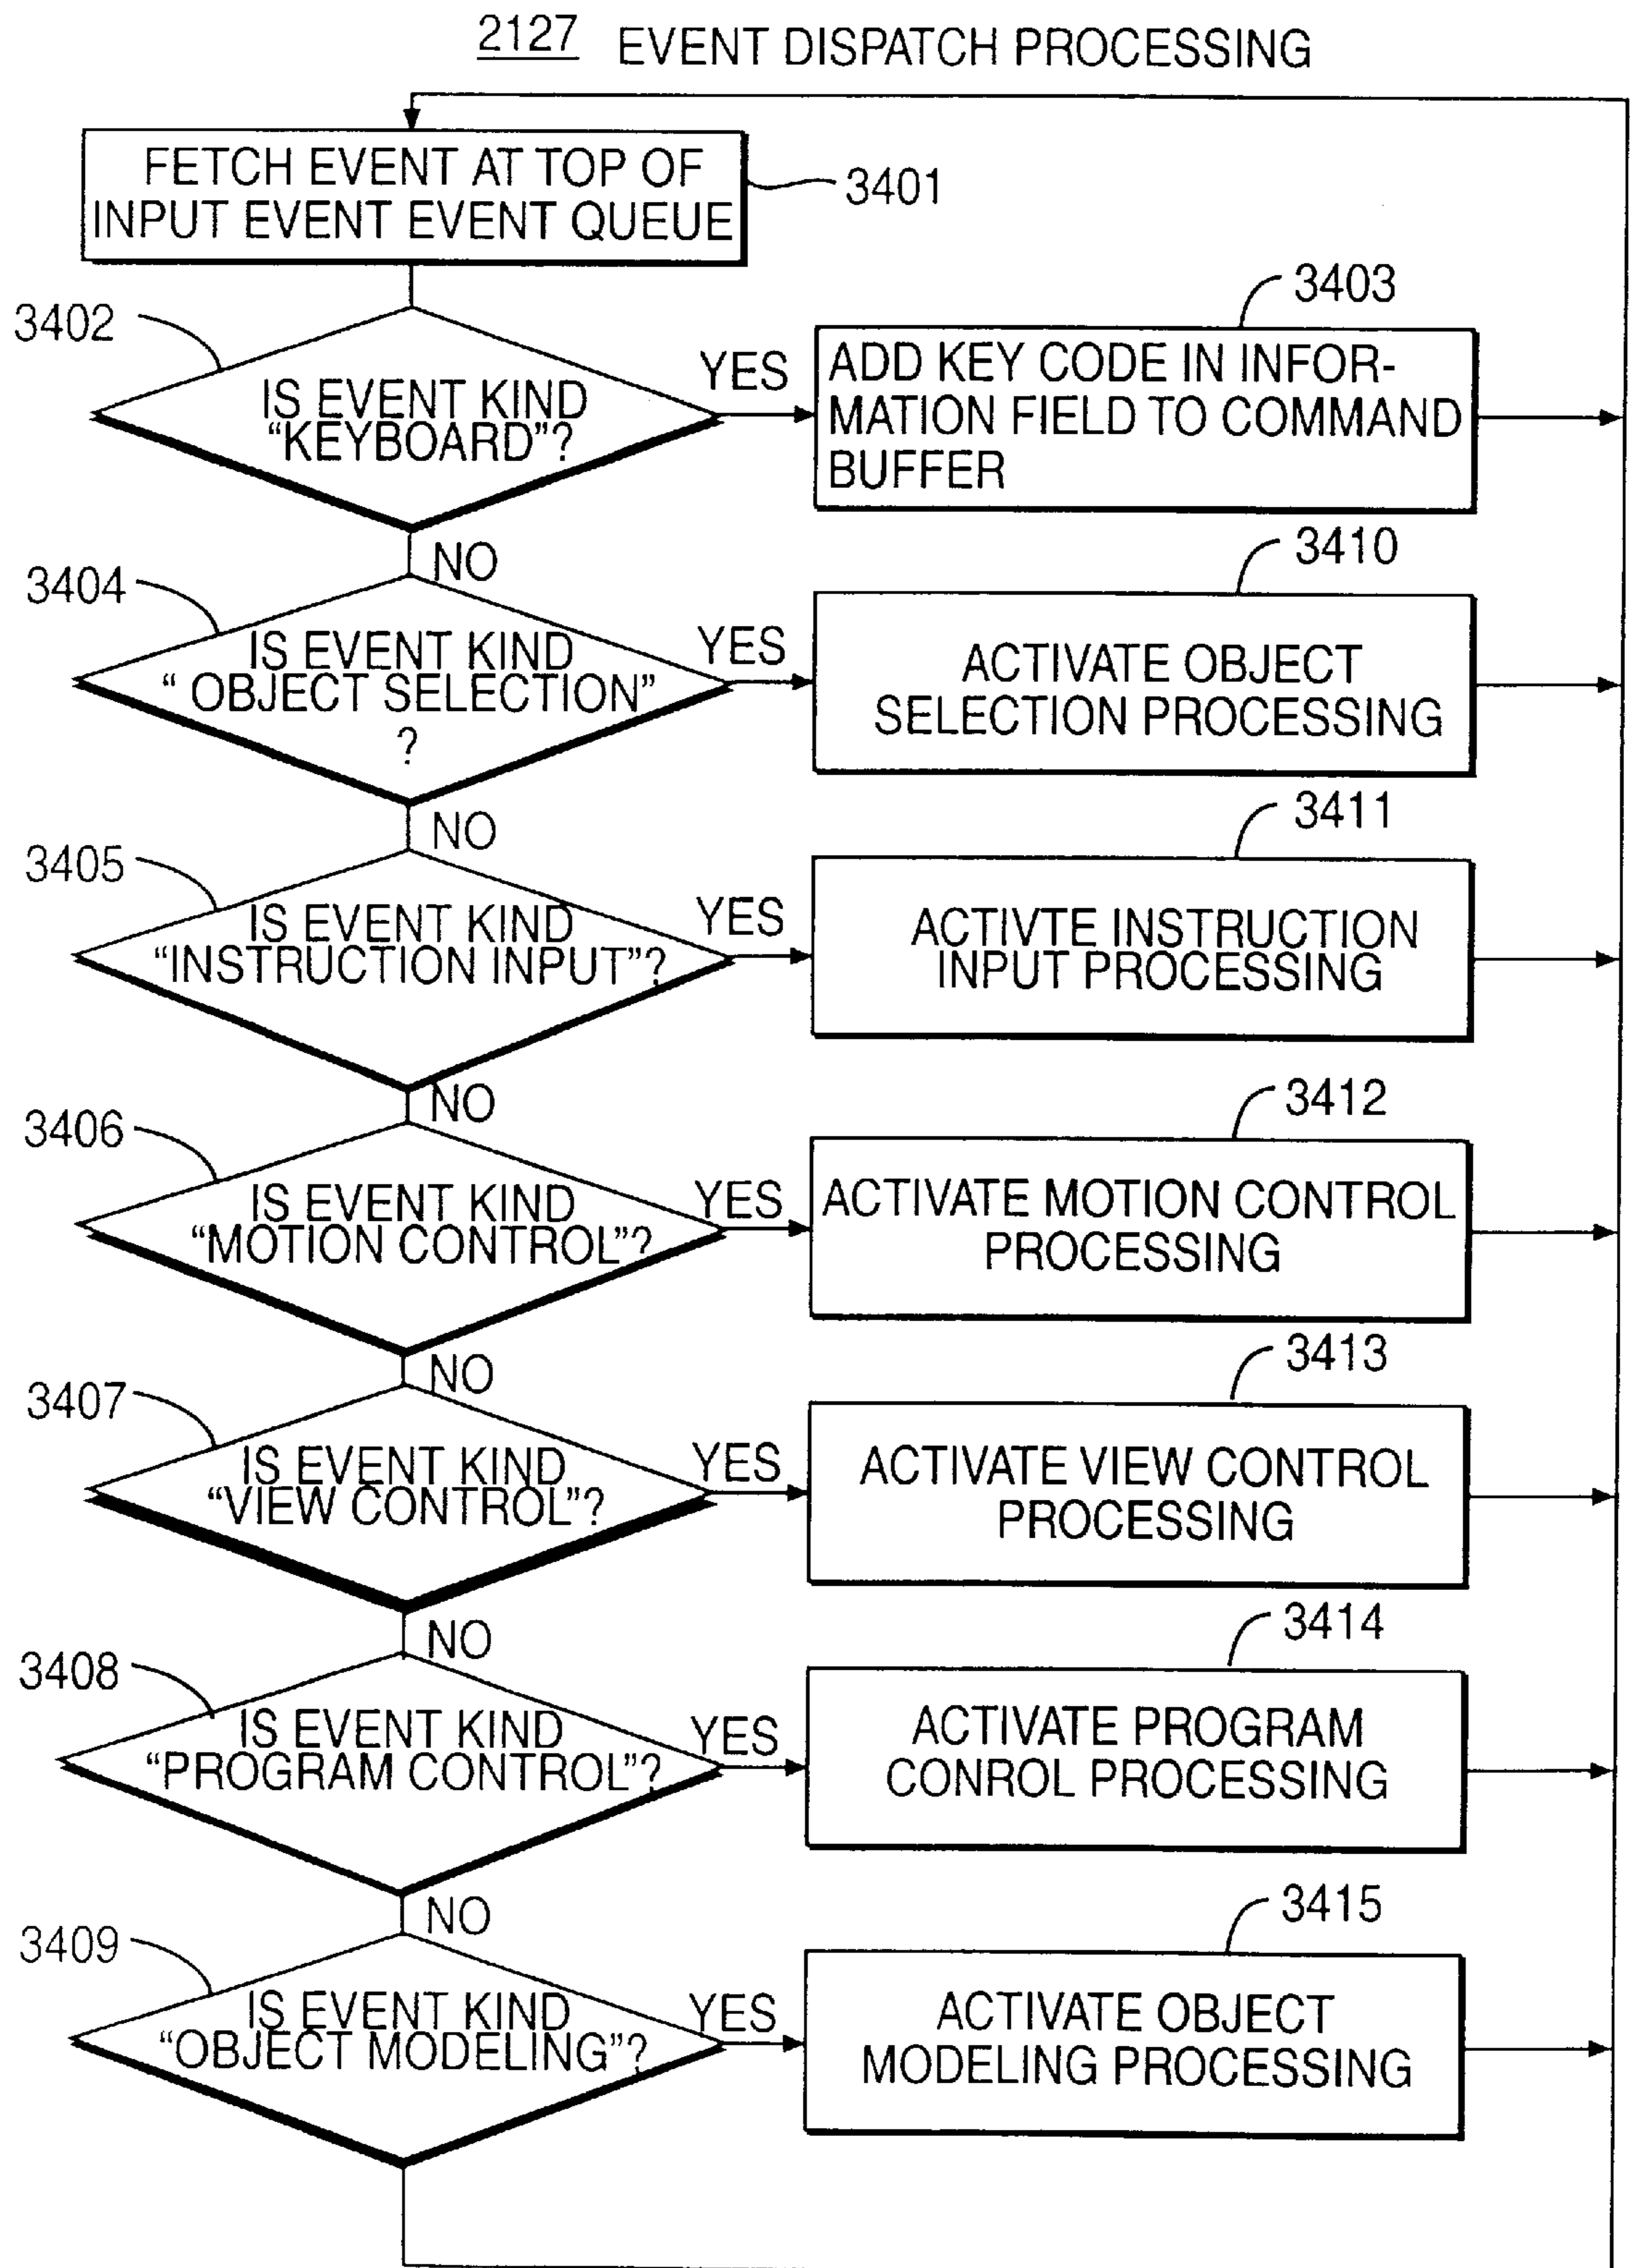 2127 EVENT DISPATCH PROCESSING
FETCH EVENT AT TOP OF
INPUT EVENT EVENT QUEUE
3401
3402
IS EVENT KIND
“KEYBOARD”?
YES
3403
ADD KEY CODE IN INFOR-
MATION FIELD TO COMMAND
BUFFER
NO
3404
IS EVENT KIND
“ OBJECT SELECTION”
?
YES
3410
ACTIVATE OBJECT
SELECTION PROCESSING
NO
3405
IS EVENT KIND
“INSTRUCTION INPUT”?
YES
3411
ACTIVTE INSTRUCTION
INPUT PROCESSING
NO
3406
IS EVENT KIND
“MOTION CONTROL”?
YES
3412
ACTIVATE MOTION CONTROL
PROCESSING
NO
3407
IS EVENT KIND
“VIEW CONTROL”?
YES
3413
ACTIVATE VIEW CONTROL
PROCESSING
NO
3408
IS EVENT KIND
“PROGRAM CONTROL”?
YES
3414
ACTIVATE PROGRAM
CONROL PROCESSING
NO
3409
IS EVENT KIND
“OBJECT MODELING”?
YES
3415
ACTIVATE OBJECT
MODELING PROCESSING